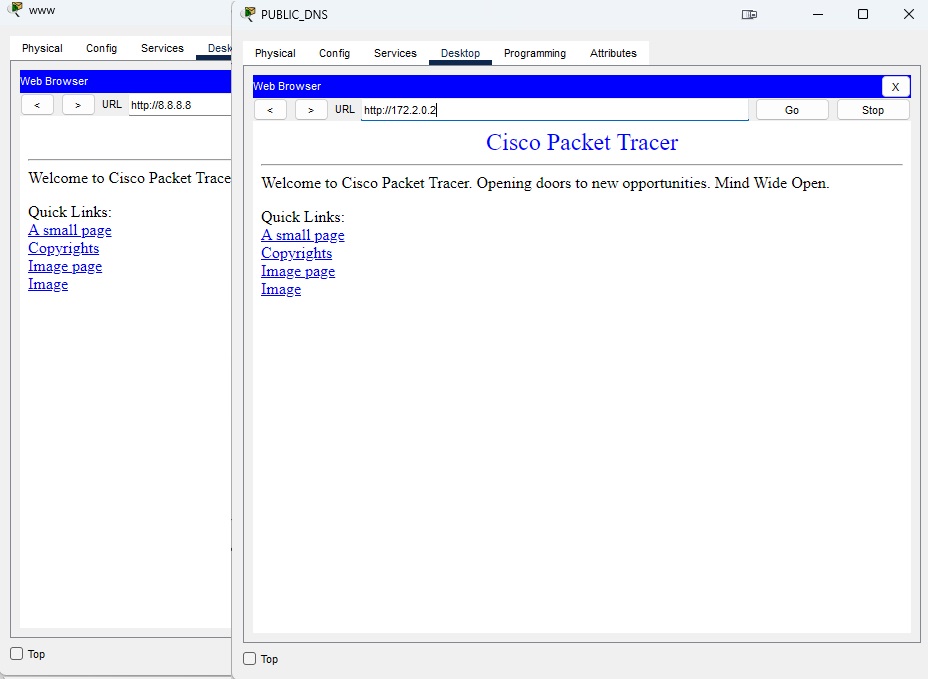 www
Physical Config Services Desk
Web Browser
< > URL http://8.8.8.8
Welcome to Cisco Packet Trace
Quick Links:
A small page
Copyrights
Image page
Image
Top
PUBLIC_DNS
Physical Config Services Desktop Programming Attributes
Web Browser X
< > URL http://172.2.0.2 Go Stop
Cisco Packet Tracer
Welcome to Cisco Packet Tracer. Opening doors to new opportunities. Mind Wide Open.
Quick Links:
A small page
Copyrights
Image page
Image
Top